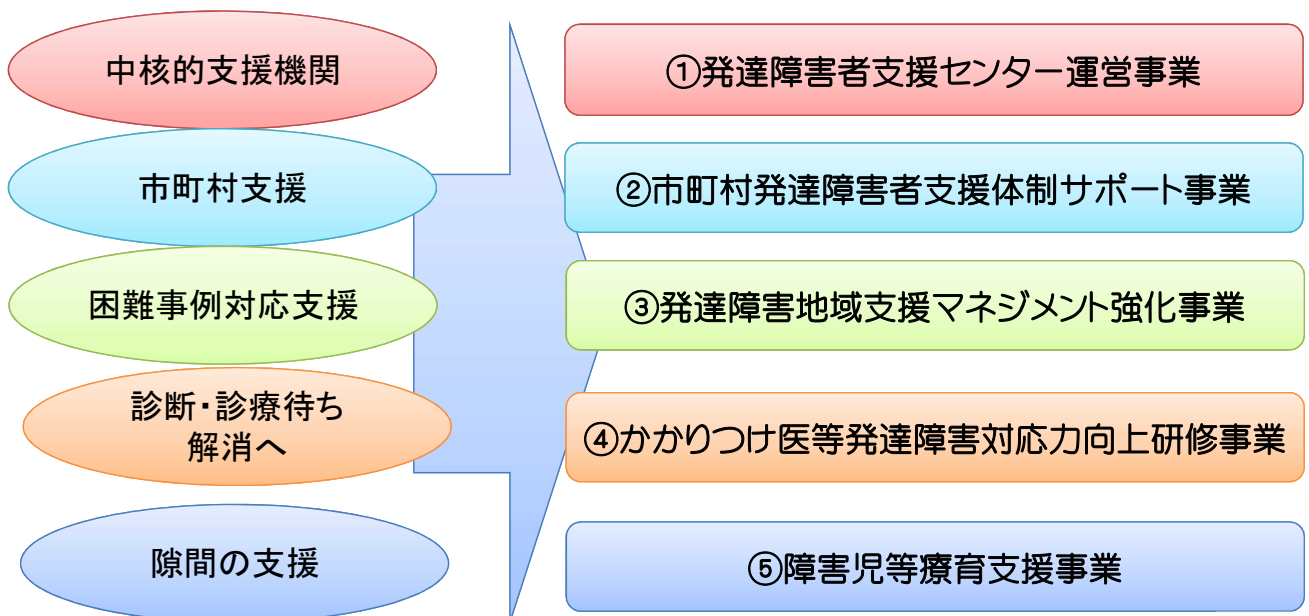 中核的支援機関
①発達障害者支援センター運営事業
市町村支援
②市町村発達障害者支援体制サポート事業
困難事例対応支援
③発達障害地域支援マネジメント強化事業
診断・診療待ち
解消へ
④かかりつけ医等発達障害対応力向上研修事業
隙間の支援
⑤障害児等療育支援事業